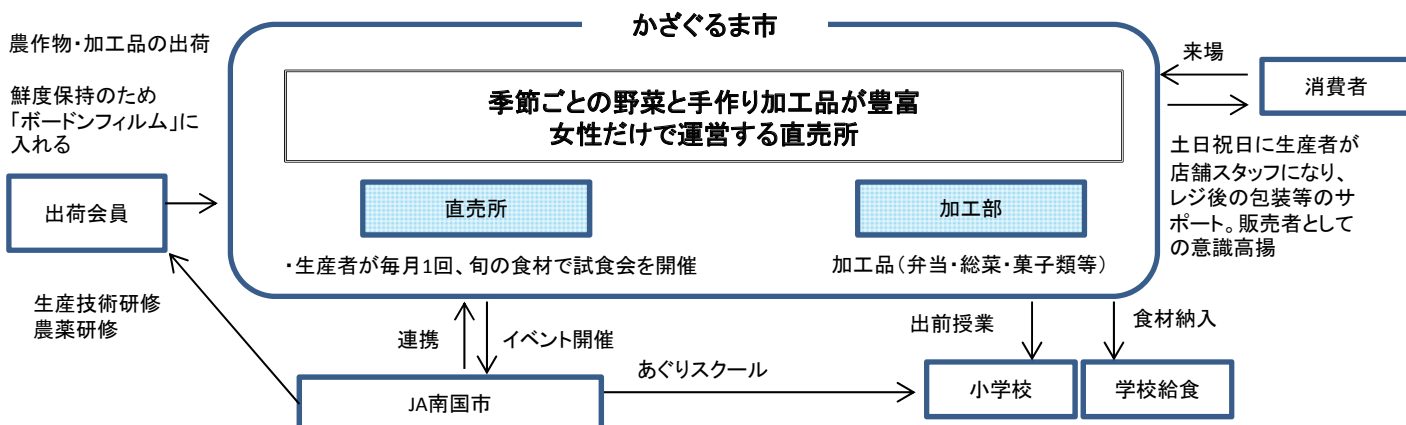 かざぐるま市
農作物・加工品の出荷
鮮度保持のため
「ボードンフィルム」に
入れる
出荷会員
季節ごとの野菜と手作り加工品が豊富
女性だけで運営する直売所
直売所
加工部
・生産者が毎月1回、旬の食材で試食会を開催
加工品(弁当・総菜・菓子類等)
来場
消費者
土日祝日に生産者が
店舗スタッフになり、
レジ後の包装等のサ
ポート。販売者として
の意識高揚
生産技術研修
農薬研修
連携
イベント開催
出前授業
食材納入
あぐりスクール
JA南国市
小学校
学校給食